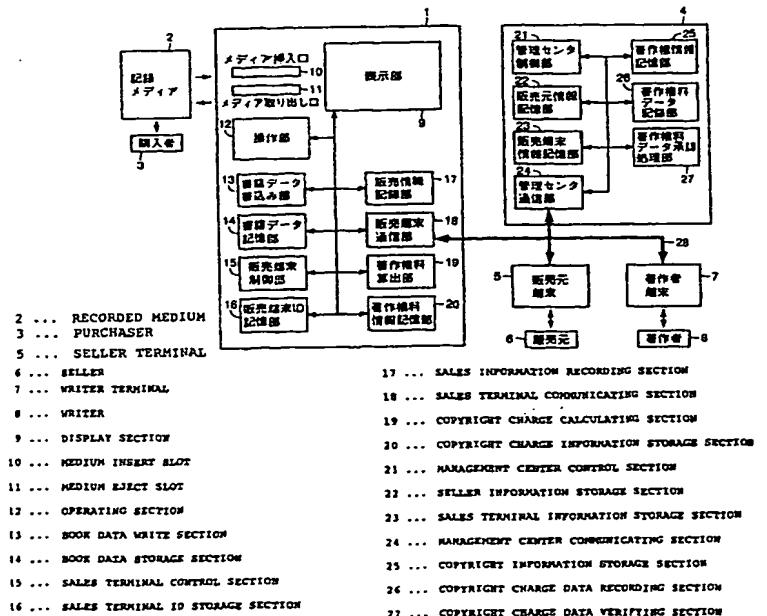 1
2
記録
メディア
購入者
3
メディア挿入口
10
11
メディア取り出し口
表示部
9
12
操作部
13
書籍データ
書込み部
14
書籍データ
記憶部
15
販売端末
制御部
16
販売端末ID
記憶部
販売情報
記録部
17
販売端末
通信部
18
著作権料
算出部
19
著作権料
情報記憶部
20
4
21
管理センタ
制御部
22
販売元情報
記憶部
23
販売端末
情報記憶部
24
管理センタ
通信部
25
著作権情報
記憶部
26
著作権料
データ
記録部
著作権料
データ承認
処理部
27
28
5
販売元
端末
6
販売元
著作者
端末
7
著作者
8
2 ... RECORDED MEDIUM
3 ... PURCHASER
5 ... SELLER TERMINAL
6 ... SELLER
7 ... WRITER TERMINAL
8 ... WRITER
9 ... DISPLAY SECTION
10 ... MEDIUM INSERT SLOT
11 ... MEDIUM EJECT SLOT
12 ... OPERATING SECTION
13 ... BOOK DATA WRITE SECTION
14 ... BOOK DATA STORAGE SECTION
15 ... SALES TERMINAL CONTROL SECTION
16 ... SALES TERMINAL ID STORAGE SECTION
17 ... SALES INFORMATION RECORDING SECTION
18 ... SALES TERMINAL COMMUNICATING SECTION
19 ... COPYRIGHT CHARGE CALCULATING SECTION
20 ... COPYRIGHT CHARGE INFORMATION STORAGE SECTION
21 ... MANAGEMENT CENTER CONTROL SECTION
22 ... SELLER INFORMATION STORAGE SECTION
23 ... SALES TERMINAL INFORMATION STORAGE SECTION
24 ... MANAGEMENT CENTER COMMUNICATING SECTION
25 ... COPYRIGHT INFORMATION STORAGE SECTION
26 ... COPYRIGHT CHARGE DATA RECORDING SECTION
27 ... COPYRIGHT CHARGE DATA VERIFYING SECTION